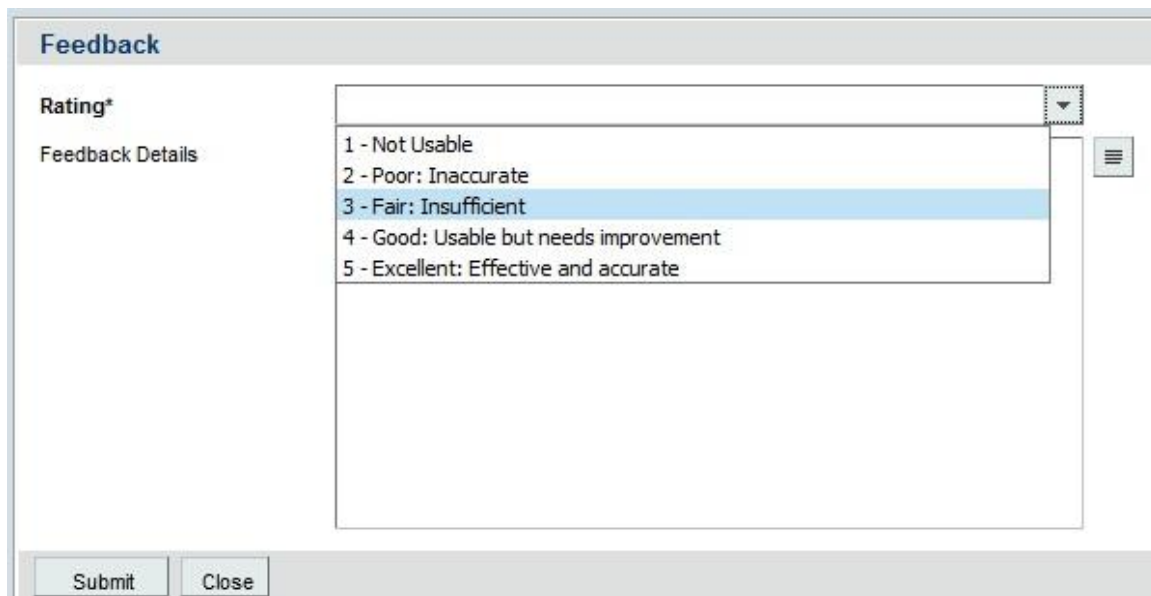 Feedback
Rating*
1 - Not Usable
Feedback Details
2 - Poor: Inaccurate
3 - Fair: Insufficient
4 - Good: Usable but needs improvement
5 - Excellent: Effective and accurate
Submit Close